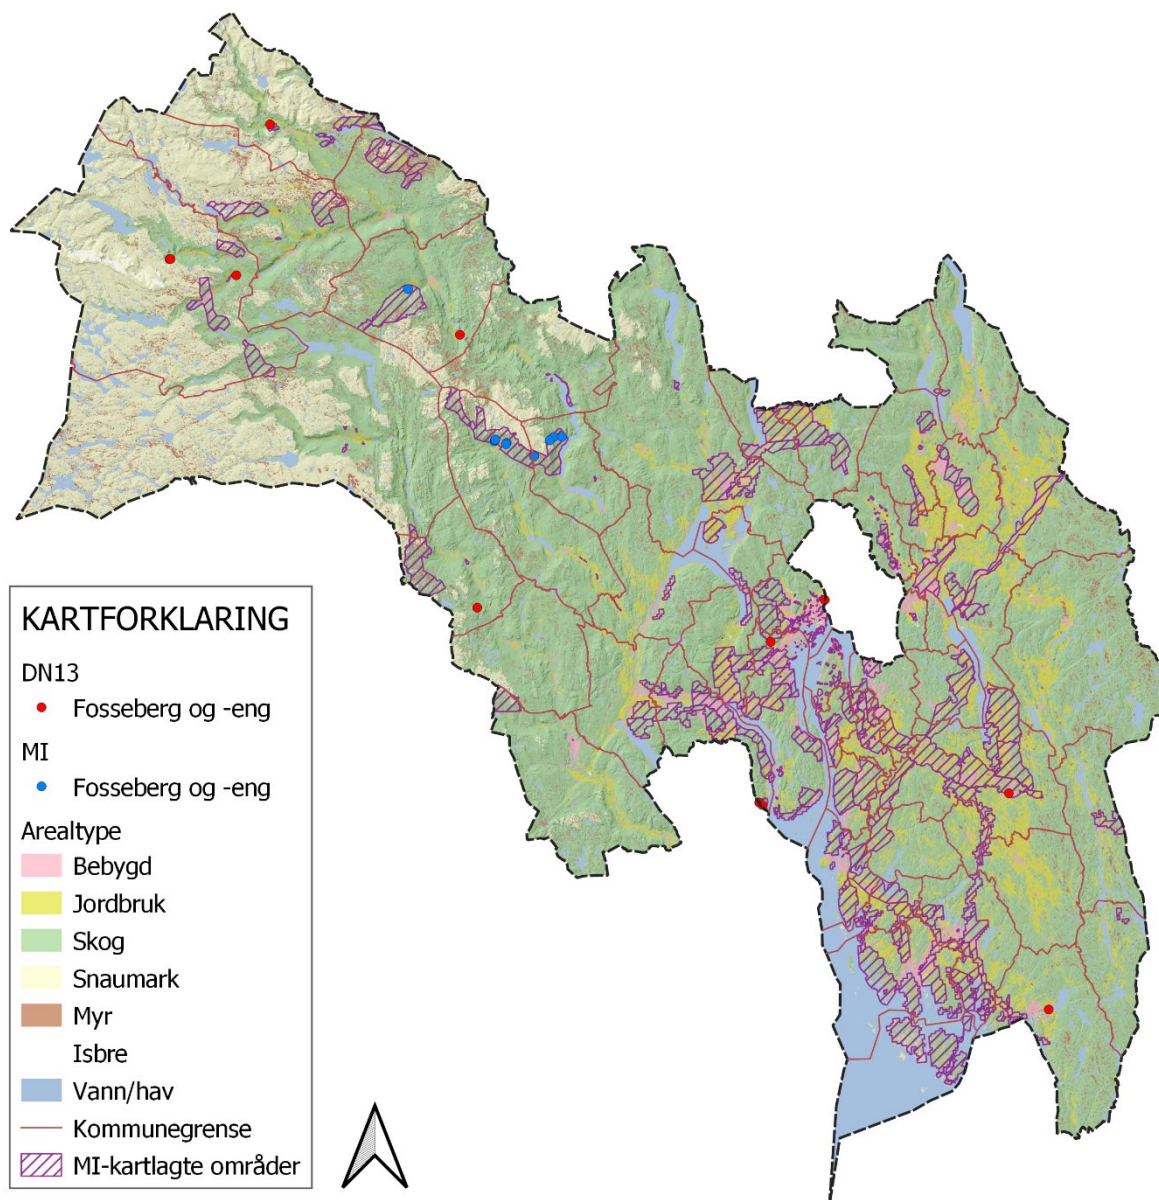 KARTFORKLARING
DN13
Fosseberg og -eng
MI
Fosseberg og -eng
Arealtype
Bebygd
Jordbruk
Skog
Snaumark
Myr
Isbre
Vann/hav
Kommunegrense
MI-kartlagte områder